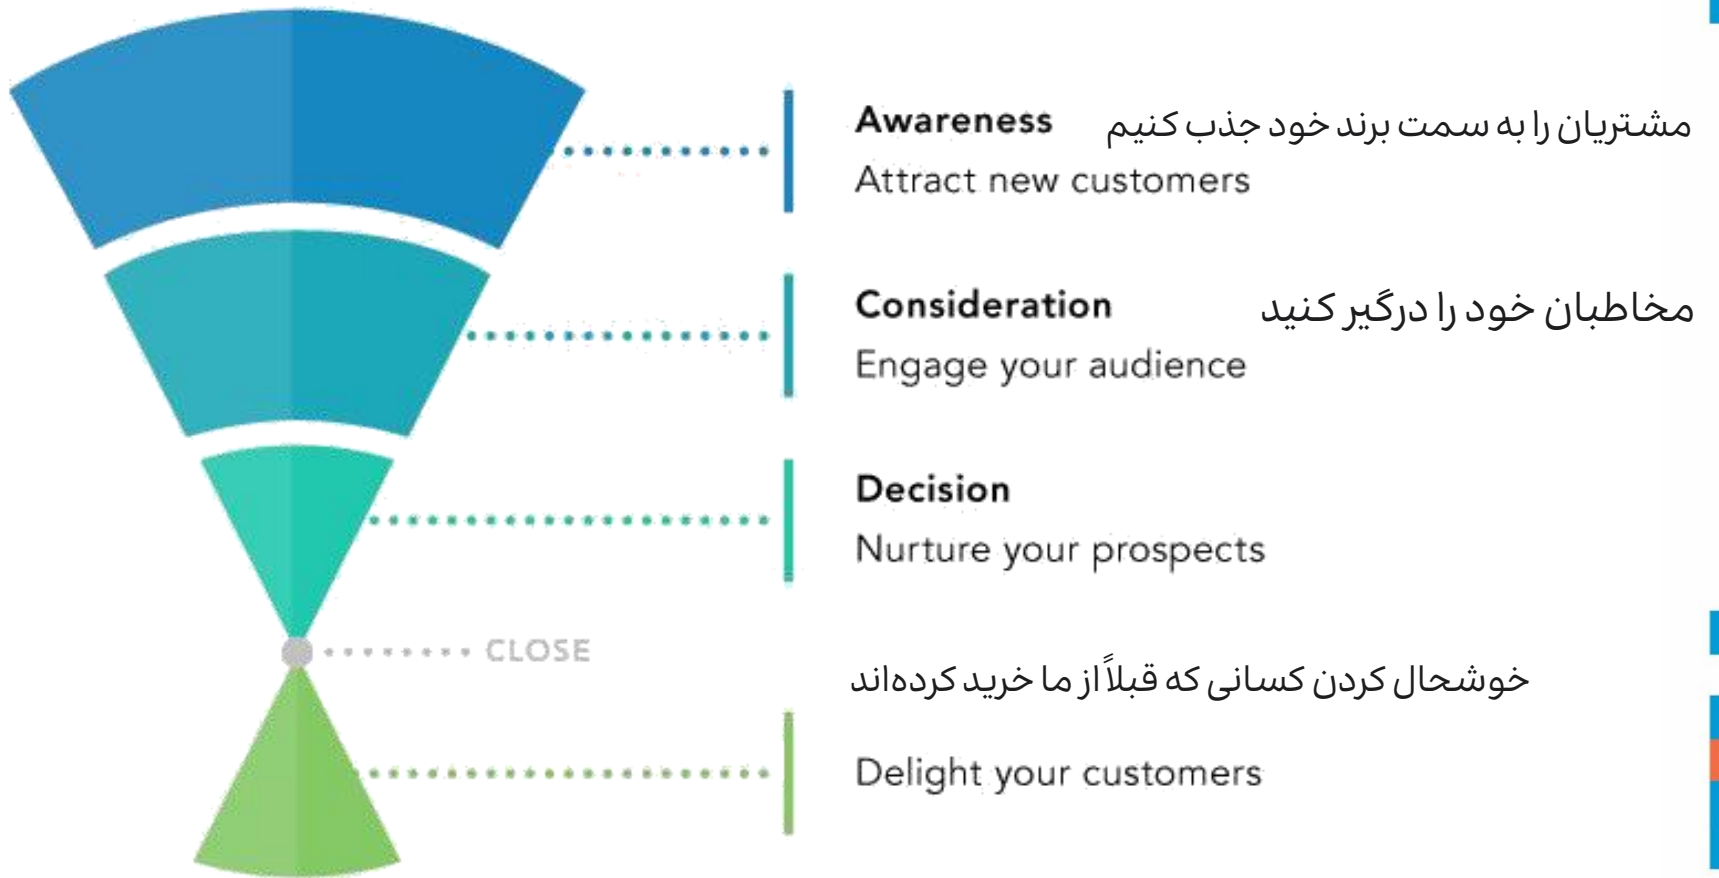 Awareness مشتریان را به سمت برند خود جذب کنیم
Attract new customers
Consideration مخاطبان خود را درگیر کنید
Engage your audience
Decision
Nurture your prospects
CLOSE
خوشحال کردن کسانی که قبلاً از ما خرید کرده‌اند
Delight your customers